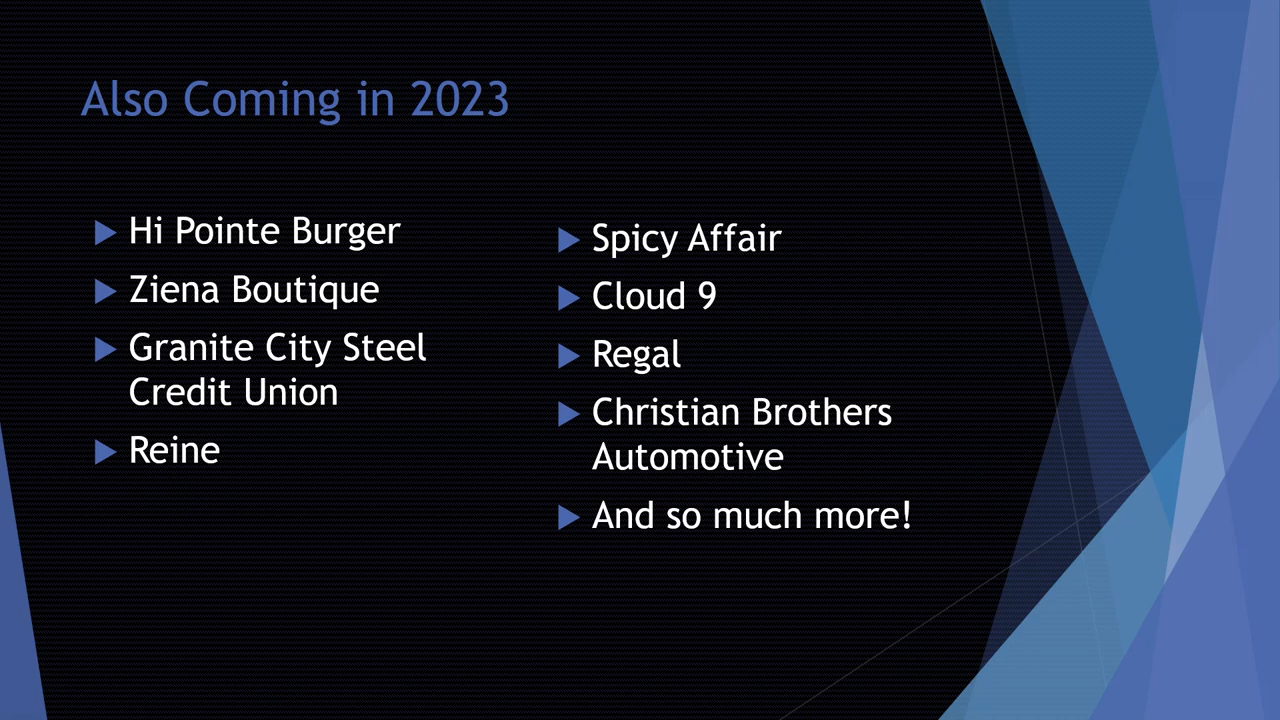 Also Coming in 2023
Hi Pointe Burger
Ziena Boutique
Granite City Steel
Credit Union
Reine
Spicy Affair
Cloud 9
Regal
Christian Brothers
Automotive
And so much more!